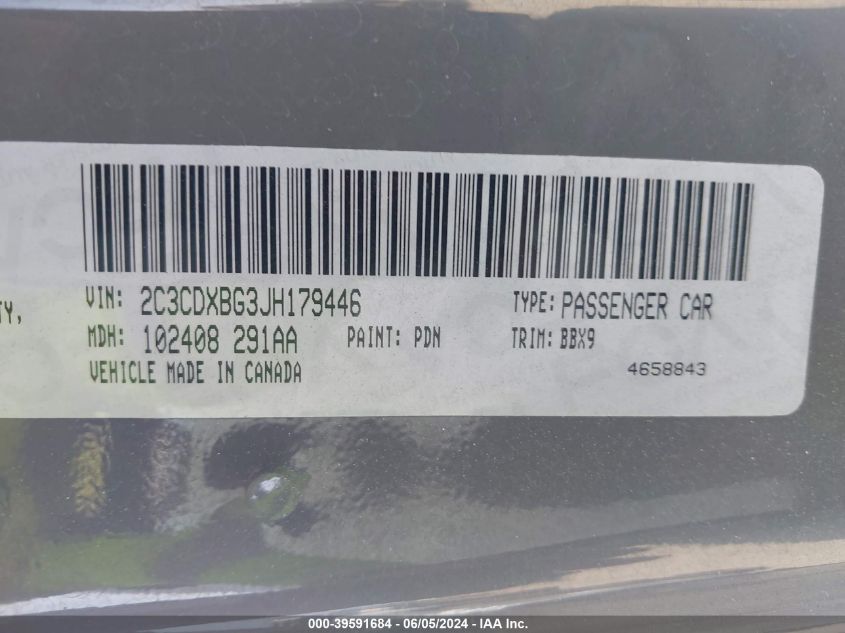 TY,
VIN: 2C3CDXBG3JH179446 TYPE: PASSENGER CAR
MDH: 102408 291AA PAINT: PDN TRIM: BBX9
VEHICLE MADE IN CANADA 4658843
000-39591684 - 06/05/2024 - IAA Inc.